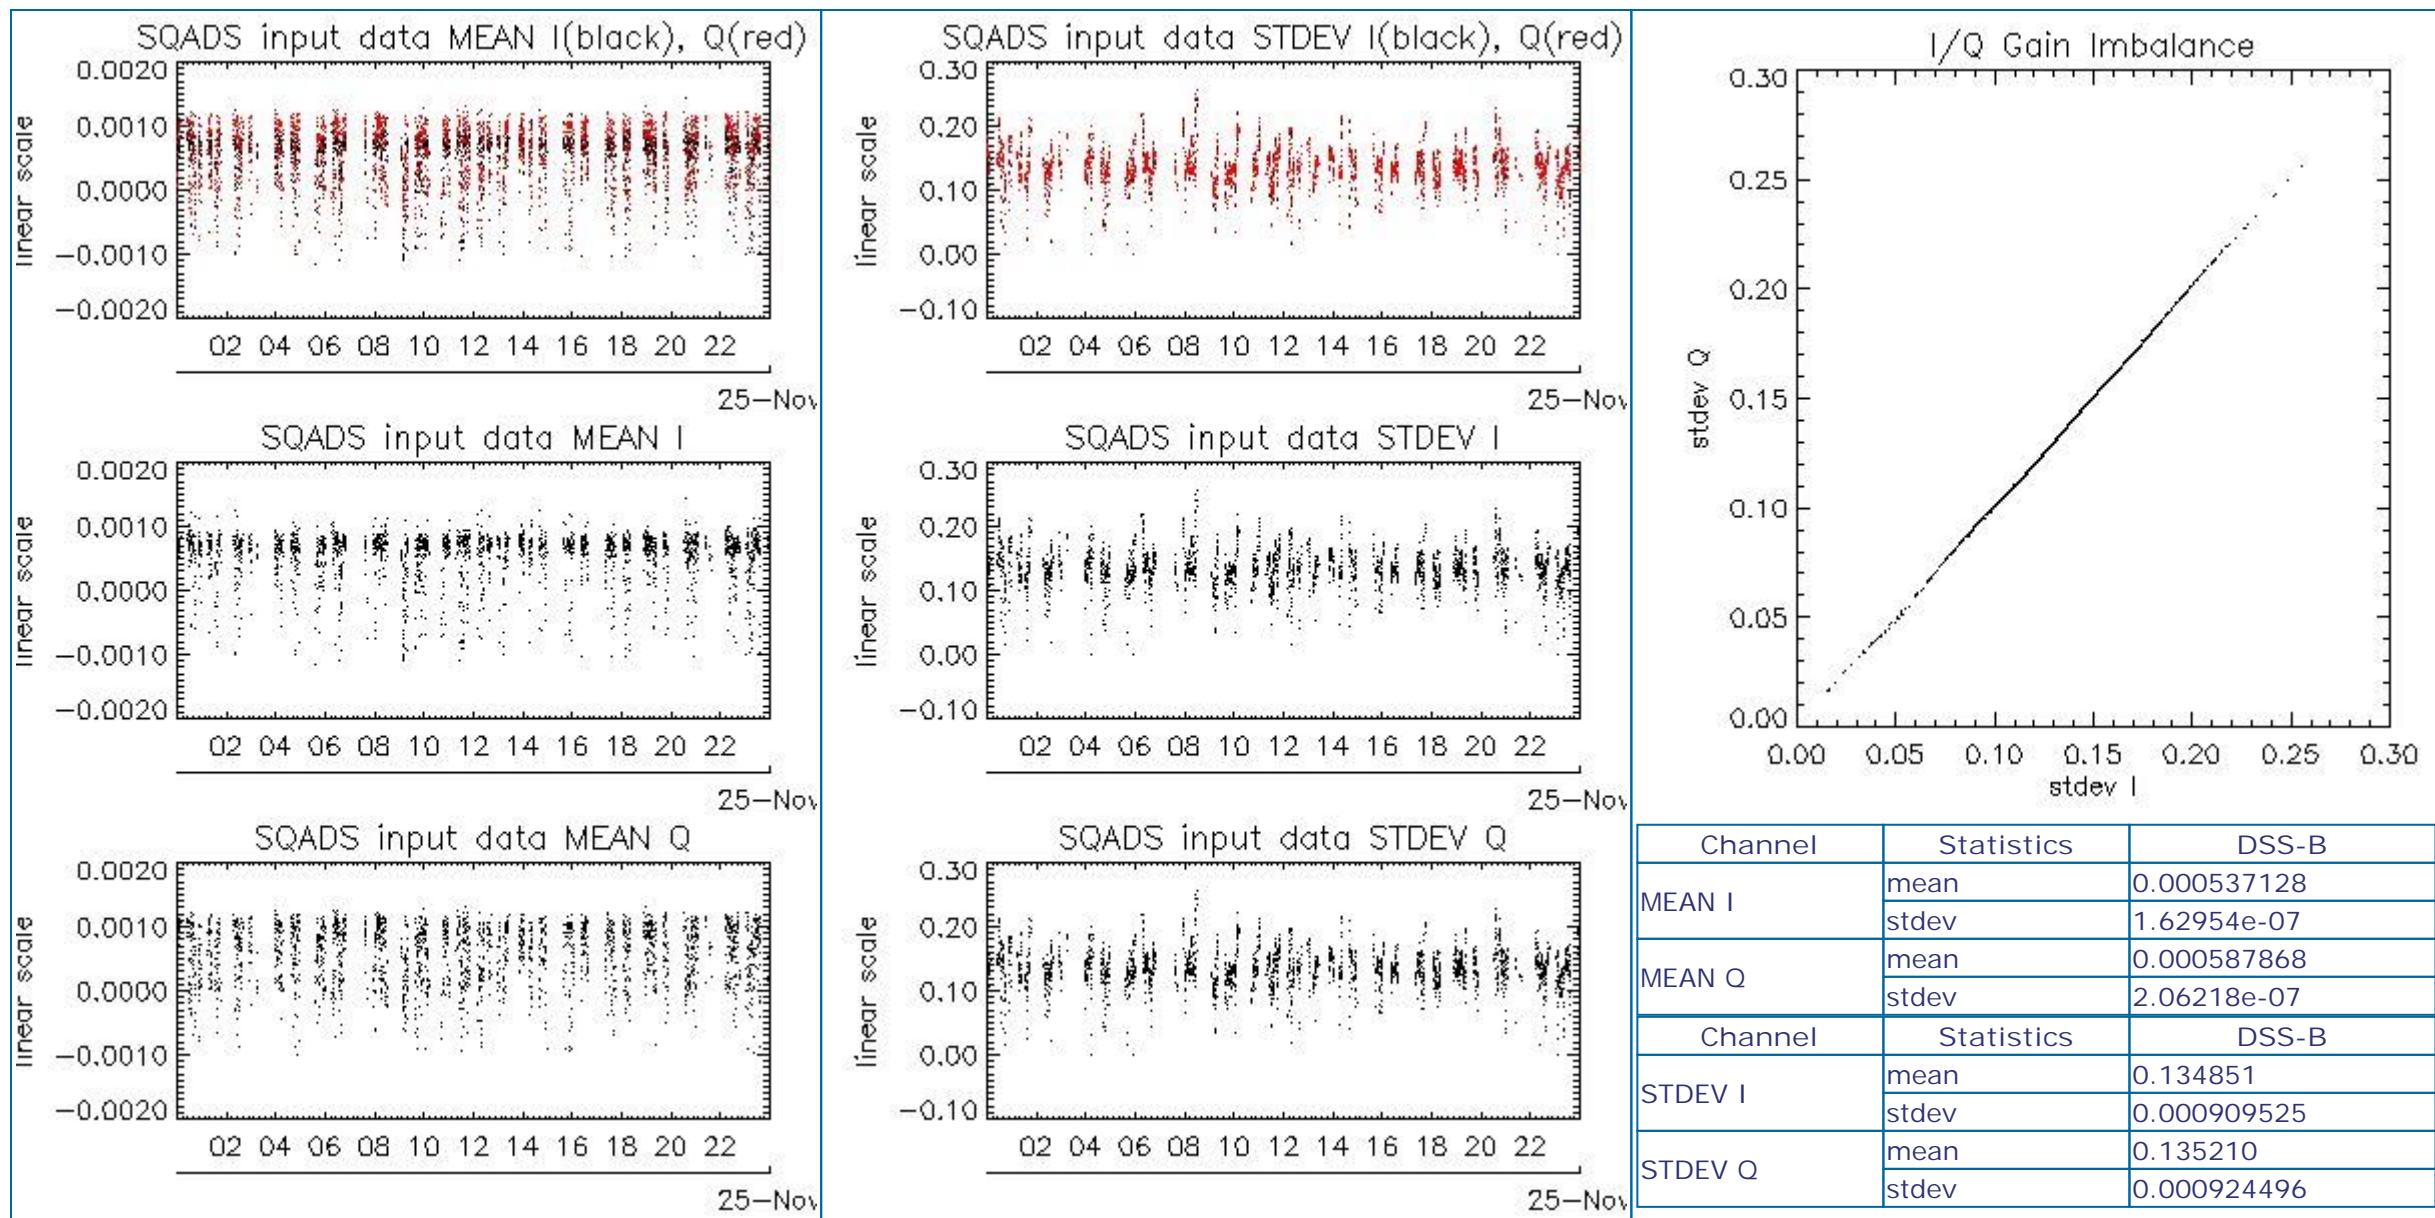 SQADS input data MEAN I(black), Q(red)
linear scale
0.0020
0.0010
0.0000
−0.0010
−0.0020
02 04 06 08 10 12 14 16 18 20 22
25−Nov
SQADS input data MEAN I
linear scale
0.0020
0.0010
0.0000
−0.0010
−0.0020
02 04 06 08 10 12 14 16 18 20 22
25−Nov
SQADS input data MEAN Q
linear scale
0.0020
0.0010
0.0000
−0.0010
−0.0020
02 04 06 08 10 12 14 16 18 20 22
25−Nov
SQADS input data STDEV I(black), Q(red)
linear scale
0.30
0.20
0.10
0.00
−0.10
02 04 06 08 10 12 14 16 18 20 22
25−Nov
SQADS input data STDEV I
linear scale
0.30
0.20
0.10
0.00
−0.10
02 04 06 08 10 12 14 16 18 20 22
25−Nov
SQADS input data STDEV Q
linear scale
0.30
0.20
0.10
0.00
−0.10
02 04 06 08 10 12 14 16 18 20 22
25−Nov
I/Q Gain Imbalance
stdev Q
0.30
0.25
0.20
0.15
0.10
0.05
0.00
0.00 0.05 0.10 0.15 0.20 0.25 0.30
stdev I
Channel Statistics DSS-B
MEAN I mean 0.000537128
stdev 1.62954e-07
MEAN Q mean 0.000587868
stdev 2.06218e-07
Channel Statistics DSS-B
STDEV I mean 0.134851
stdev 0.000909525
STDEV Q mean 0.135210
stdev 0.000924496